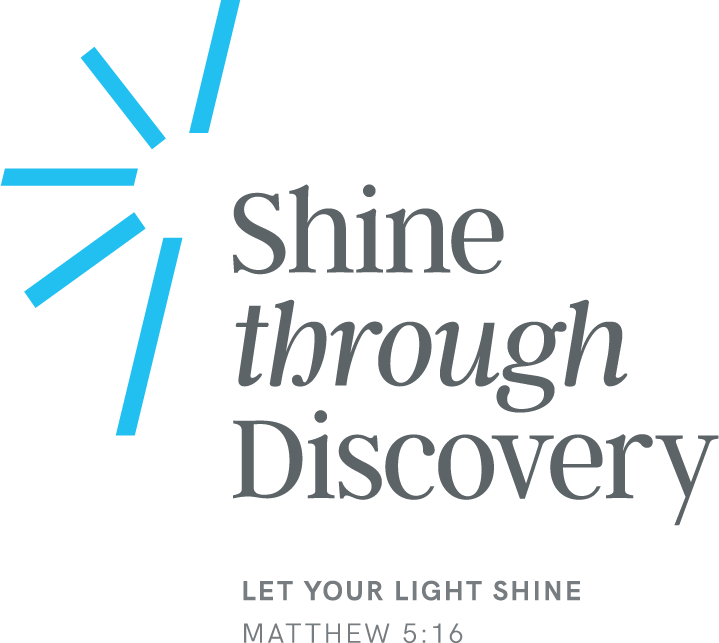 Shine
through
Discovery
LET YOUR LIGHT SHINE
MATTHEW 5:16